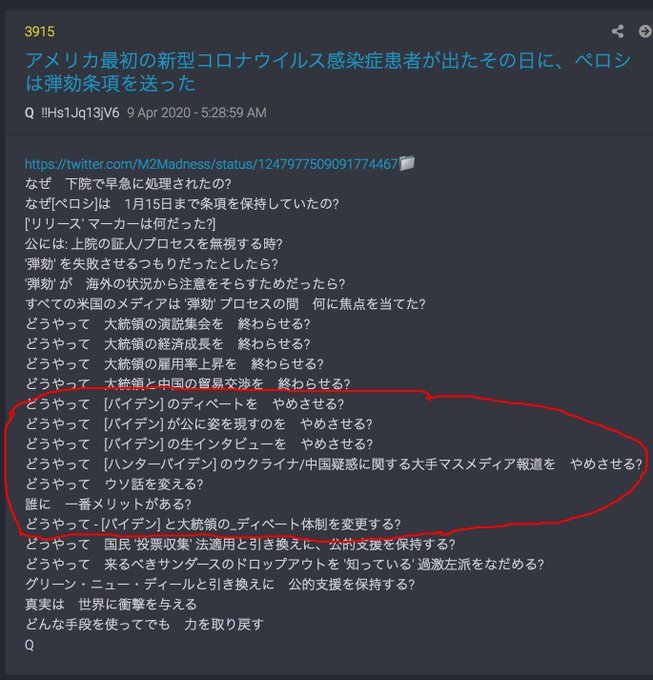 3915
アメリカ最初の新型コロナウイルス感染症患者が出たその日に、ペロシ
は弾劾条項を送った
Q !!Hs1Jq13jV6 9 Apr 2020 - 5:28:59 AM
https://twitter.com/M2Madness/status/1247977509091774467
なぜ　下院で早急に処理されたの?
なぜ[ペロシ]は　1月15日まで条項を保持していたの?
['リリース' マーカーは何だった?]
公には: 上院の証人/プロセスを無視する時?
'弾劾' を失敗させるつもりだったとしたら?
'弾劾' が　海外の状況から注意をそらすためだったら?
すべての米国のメディアは '弾劾' プロセスの間　何に焦点を当てた?
どうやって　大統領の演説集会を　終わらせる?
どうやって　大統領の経済成長を　終わらせる?
どうやって　大統領の雇用率上昇を　終わらせる?
どうやって　大統領と中国の貿易交渉を　終わらせる?
どうやって　[バイデン] のディベートを　やめさせる?
どうやって　[バイデン] が公に姿を現すのを　やめさせる?
どうやって　[バイデン] の生インタビューを　やめさせる?
どうやって　[ハンターバイデン] のウクライナ/中国疑惑に関する大手マスメディア報道を　やめさせる?
どうやって　ウソ話を変える?
誰に　一番メリットがある?
どうやって - [バイデン] と大統領の_ディベート体制を変更する?
どうやって　国民 '投票収集' 法適用と引き換えに、公的支援を保持する?
どうやって　来るべきサンダースのドロップアウトを '知っている' 過激左派をなだめる?
グリーン・ニュー・ディールと引き換えに　公的支援を保持する?
真実は　世界に衝撃を与える
どんな手段を使ってでも　力を取り戻す
Q